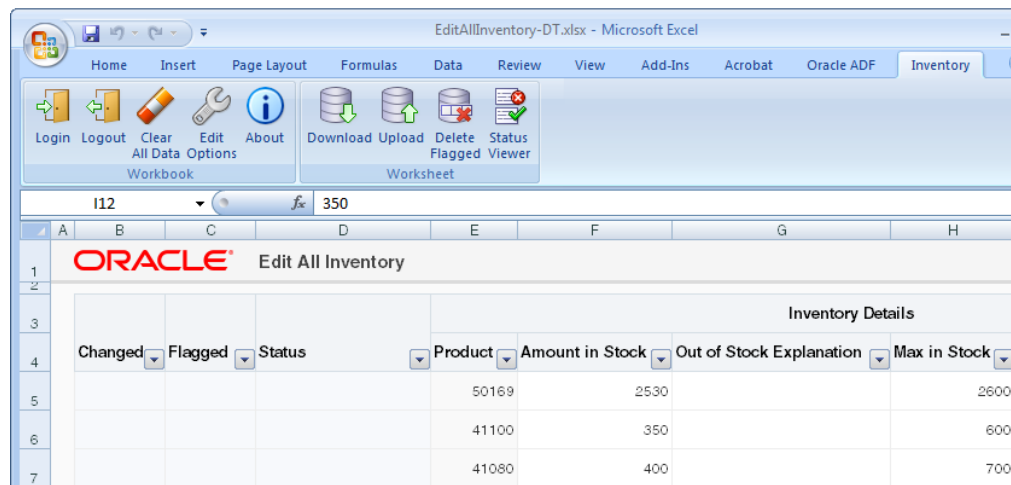 EditAllInventory-DT.xlsx - Microsoft Excel
Home Insert Page Layout Formulas Data Review View Add-Ins Acrobat Oracle ADF Inventory
Login Logout Clear All Data Edit Options About Download Upload Delete Flagged Status Viewer
Workbook Worksheet
I12 fx 350
A B C D E F G H
1 ORACLE® Edit All Inventory
2
3 Inventory Details
4 Changed Flagged Status Product Amount in Stock Out of Stock Explanation Max in Stock
5 50169 2530 2600
6 41100 350 600
7 41080 400 700